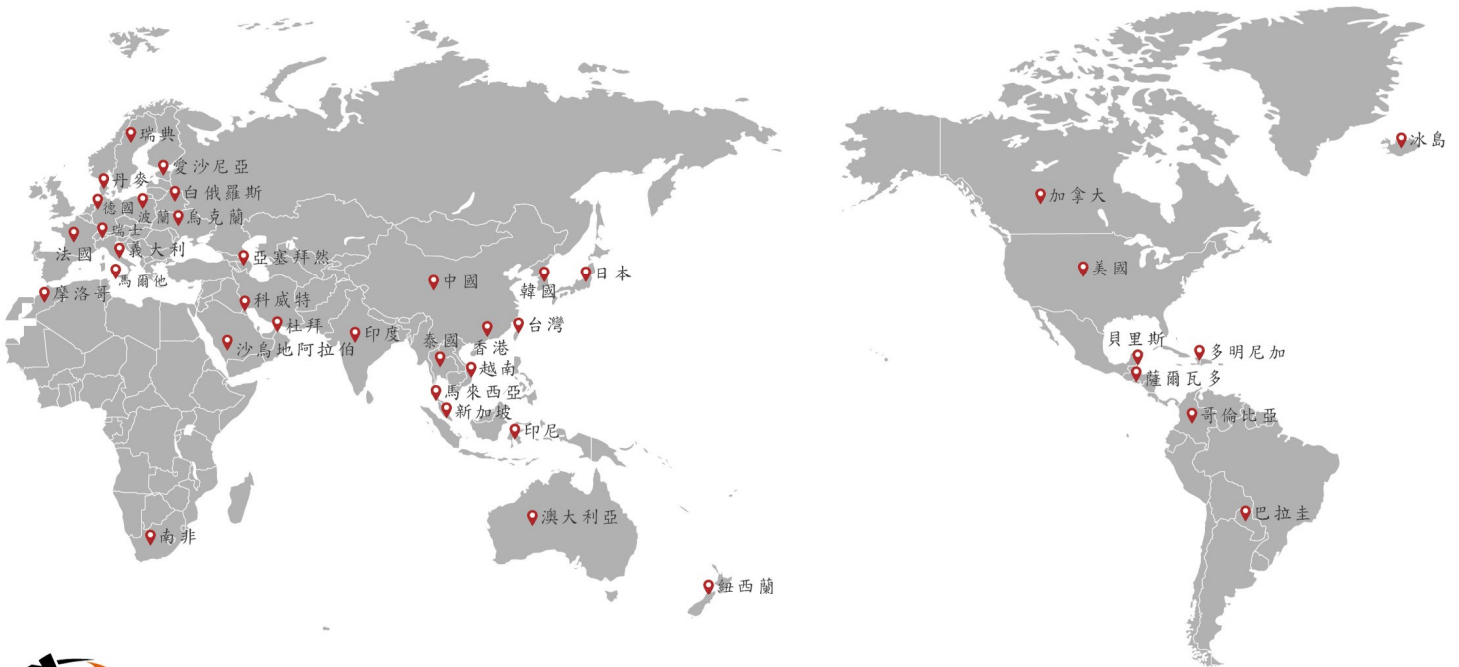 瑞典
愛沙尼亞
丹麥
白俄羅斯
德國
波蘭
烏克蘭
瑞士
法國
義大利
馬爾他
亞塞拜然
摩洛哥
科威特
杜拜
沙烏地阿拉伯
印度
中國
韓國
日本
台灣
香港
泰國
越南
馬來西亞
新加坡
印尼
南非
澳大利亞
紐西蘭
冰島
加拿大
美國
貝里斯
多明尼加
薩爾瓦多
哥倫比亞
巴拉圭